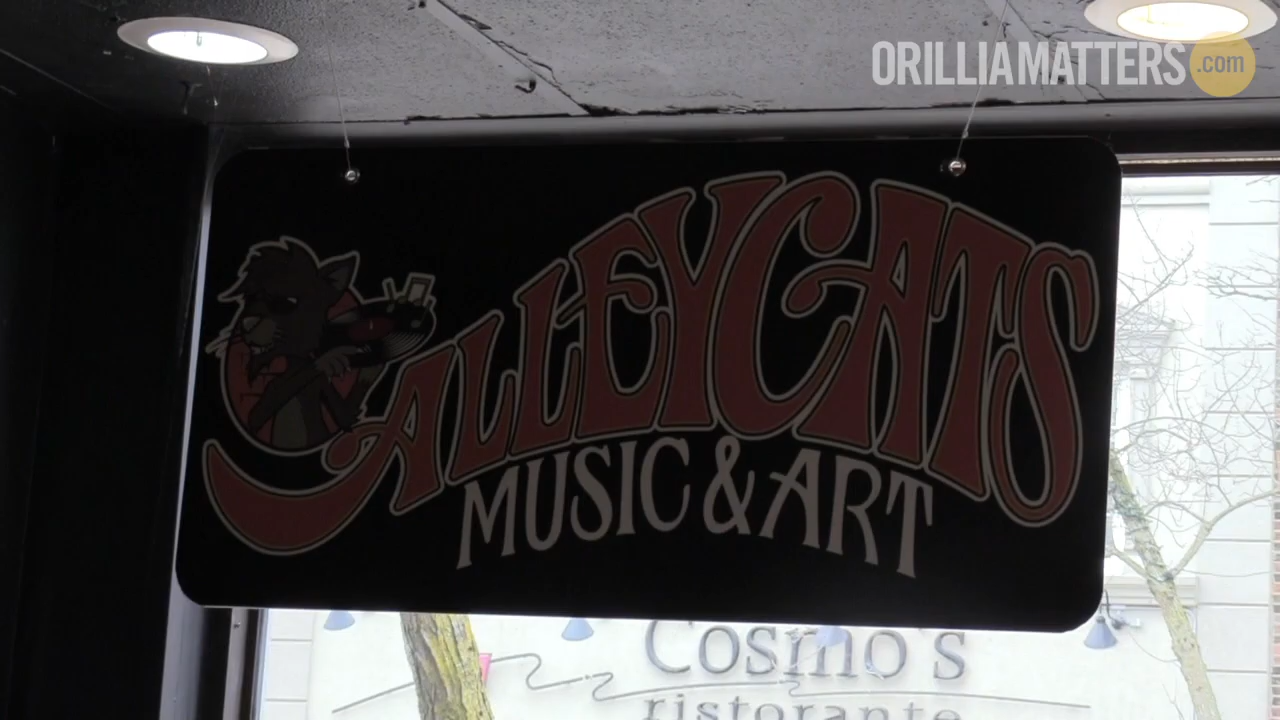 ORILLIAMATTERS.com
ALLEYCATS
MUSIC & ART
Cosmo's
ristorante